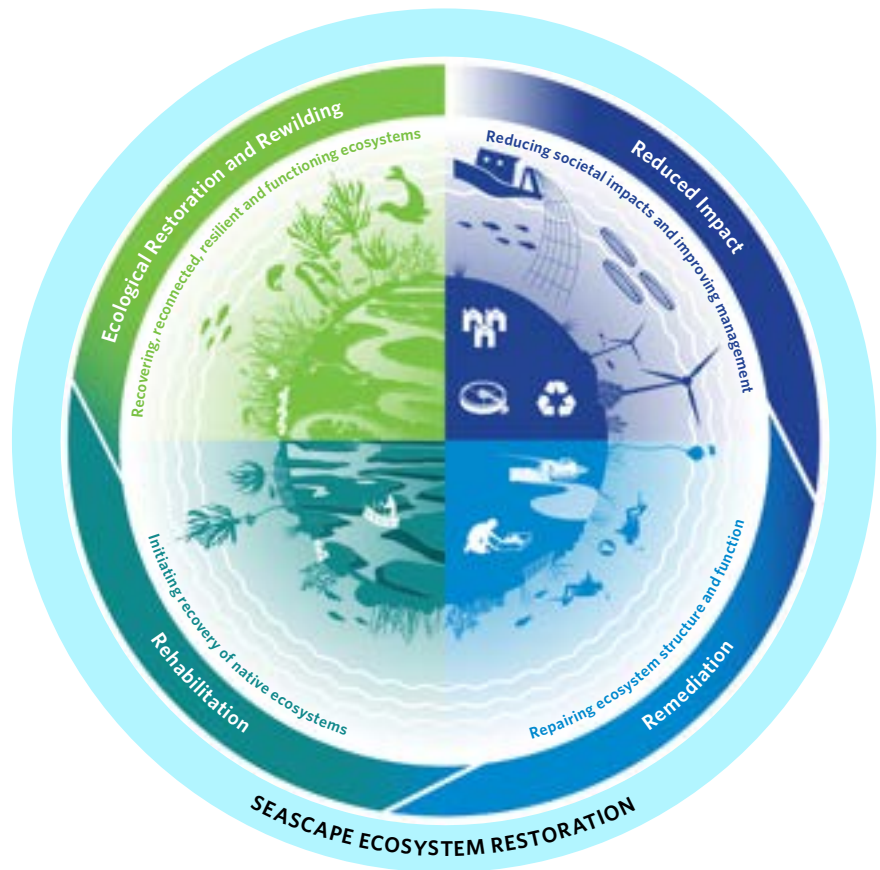 Ecological Restoration and Rewilding
Recovering, reconnected, resilient and functioning ecosystems
Reduced Impact
Reducing societal impacts and improving management
Remediation
Repairing ecosystem structure and function
Rehabilitation
Initiating recovery of native ecosystems
SEASCAPE ECOSYSTEM RESTORATION